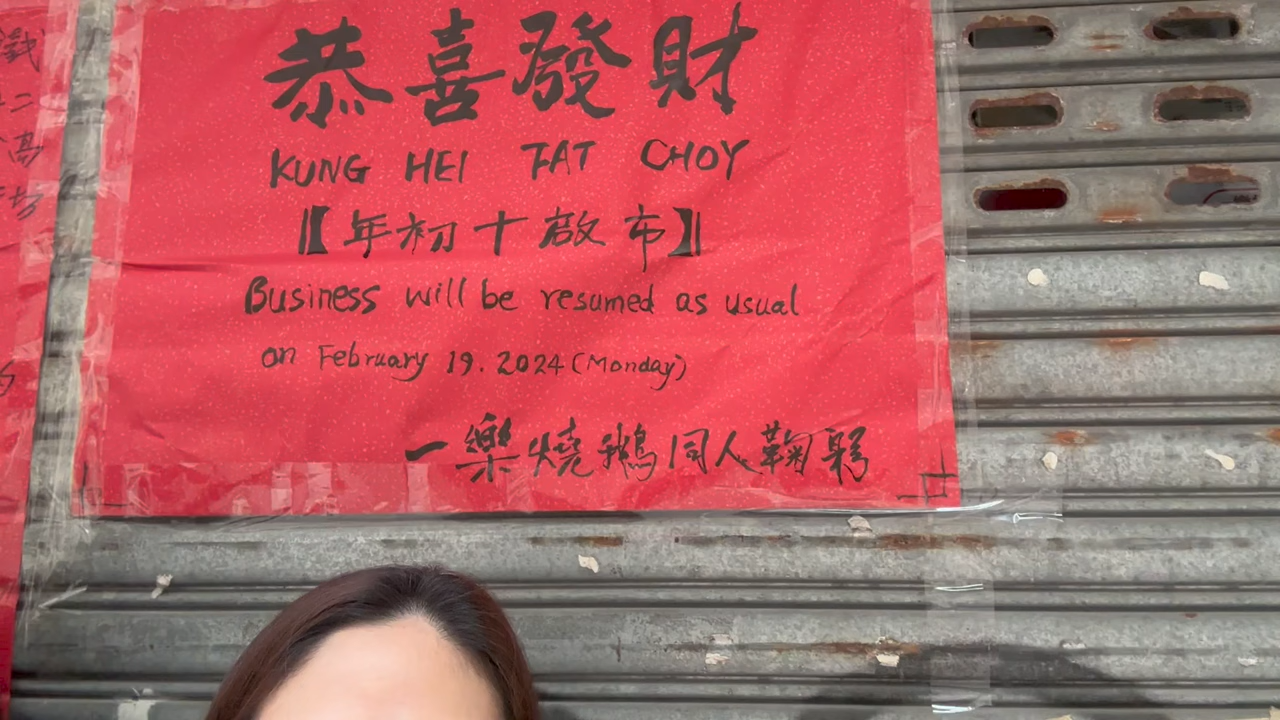 恭喜發財
KUNG HEI FAT CHOY
【年初十啟市】
Business will be resumed as usual
on February 19. 2024 (Monday)
一樂燒鵝同人鞠躬